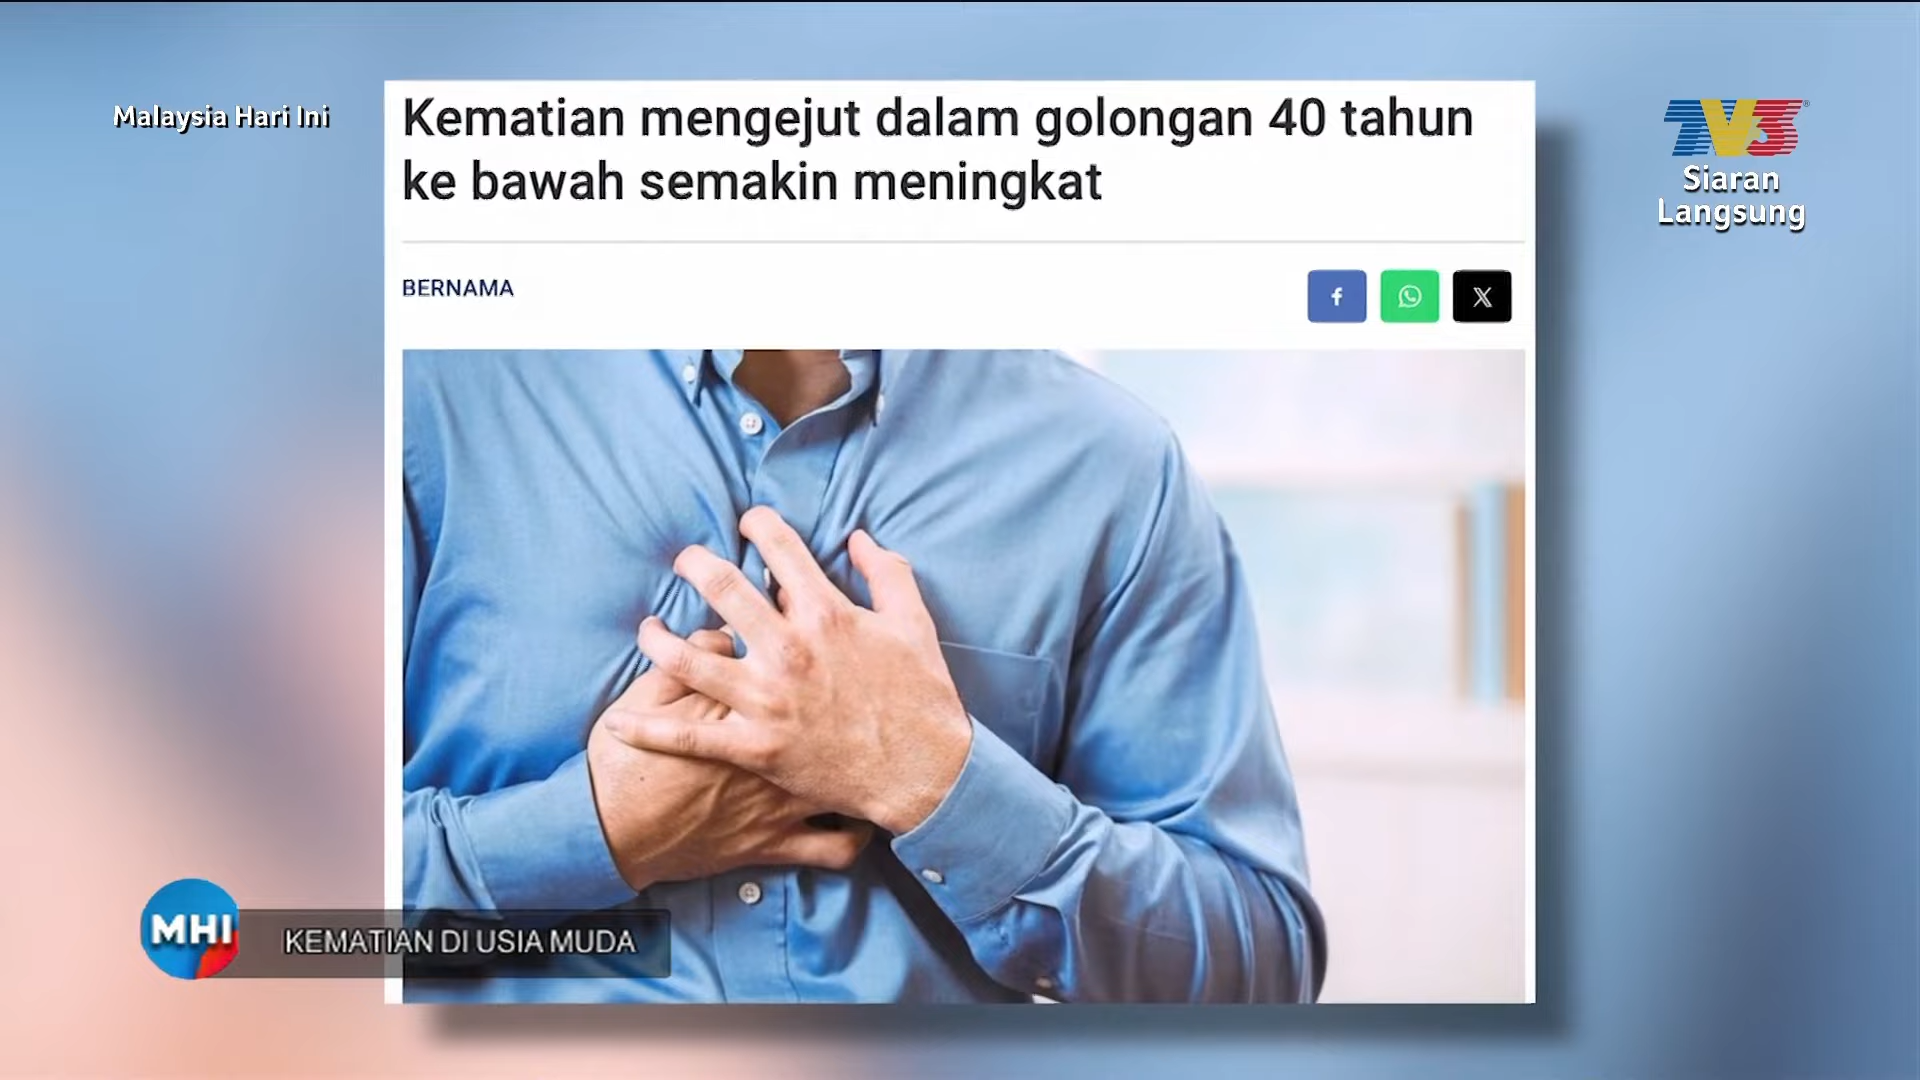 Malaysia Hari Ini
Kematian mengejut dalam golongan 40 tahun
ke bawah semakin meningkat
TV3
Siaran
Langsung
BERNAMA
MHI
KEMATIAN DI USIA MUDA